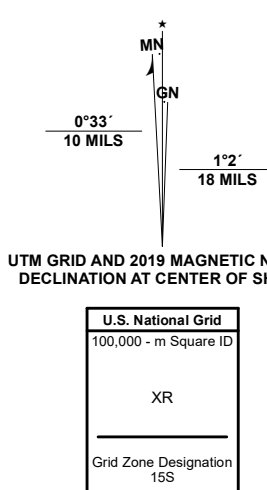 ★
MN
GN
0°33´
10 MILS
1°2´
18 MILS
UTM GRID AND 2019 MAGNETIC N
DECLINATION AT CENTER OF SH
U.S. National Grid
100,000 - m Square ID
XR
Grid Zone Designation
15S